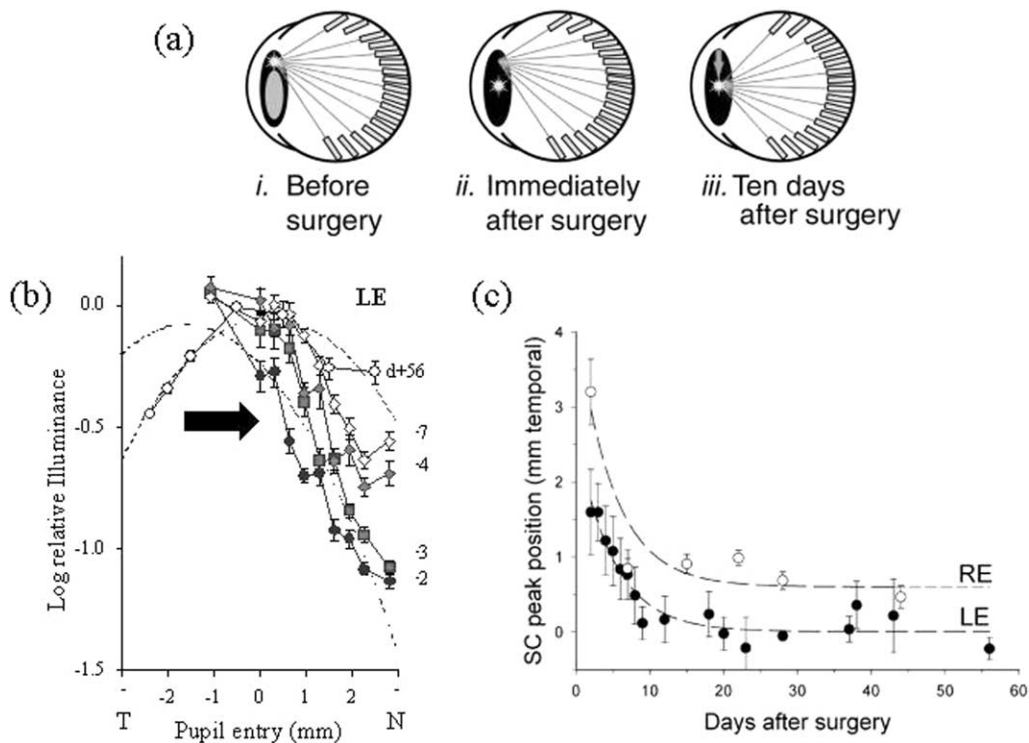 (a)
i. Before
surgery
ii. Immediately
after surgery
iii. Ten days
after surgery
(b)
LE
0.0
-0.5
-1.0
-1.5
Log relative Illuminance
d+56
-7
-4
-3
-2
- -2 -1 0 1 2 -
T Pupil entry (mm) N
(c)
4
3
2
1
0
SC peak position (mm temporal)
RE
LE
0 10 20 30 40 50 60
Days after surgery